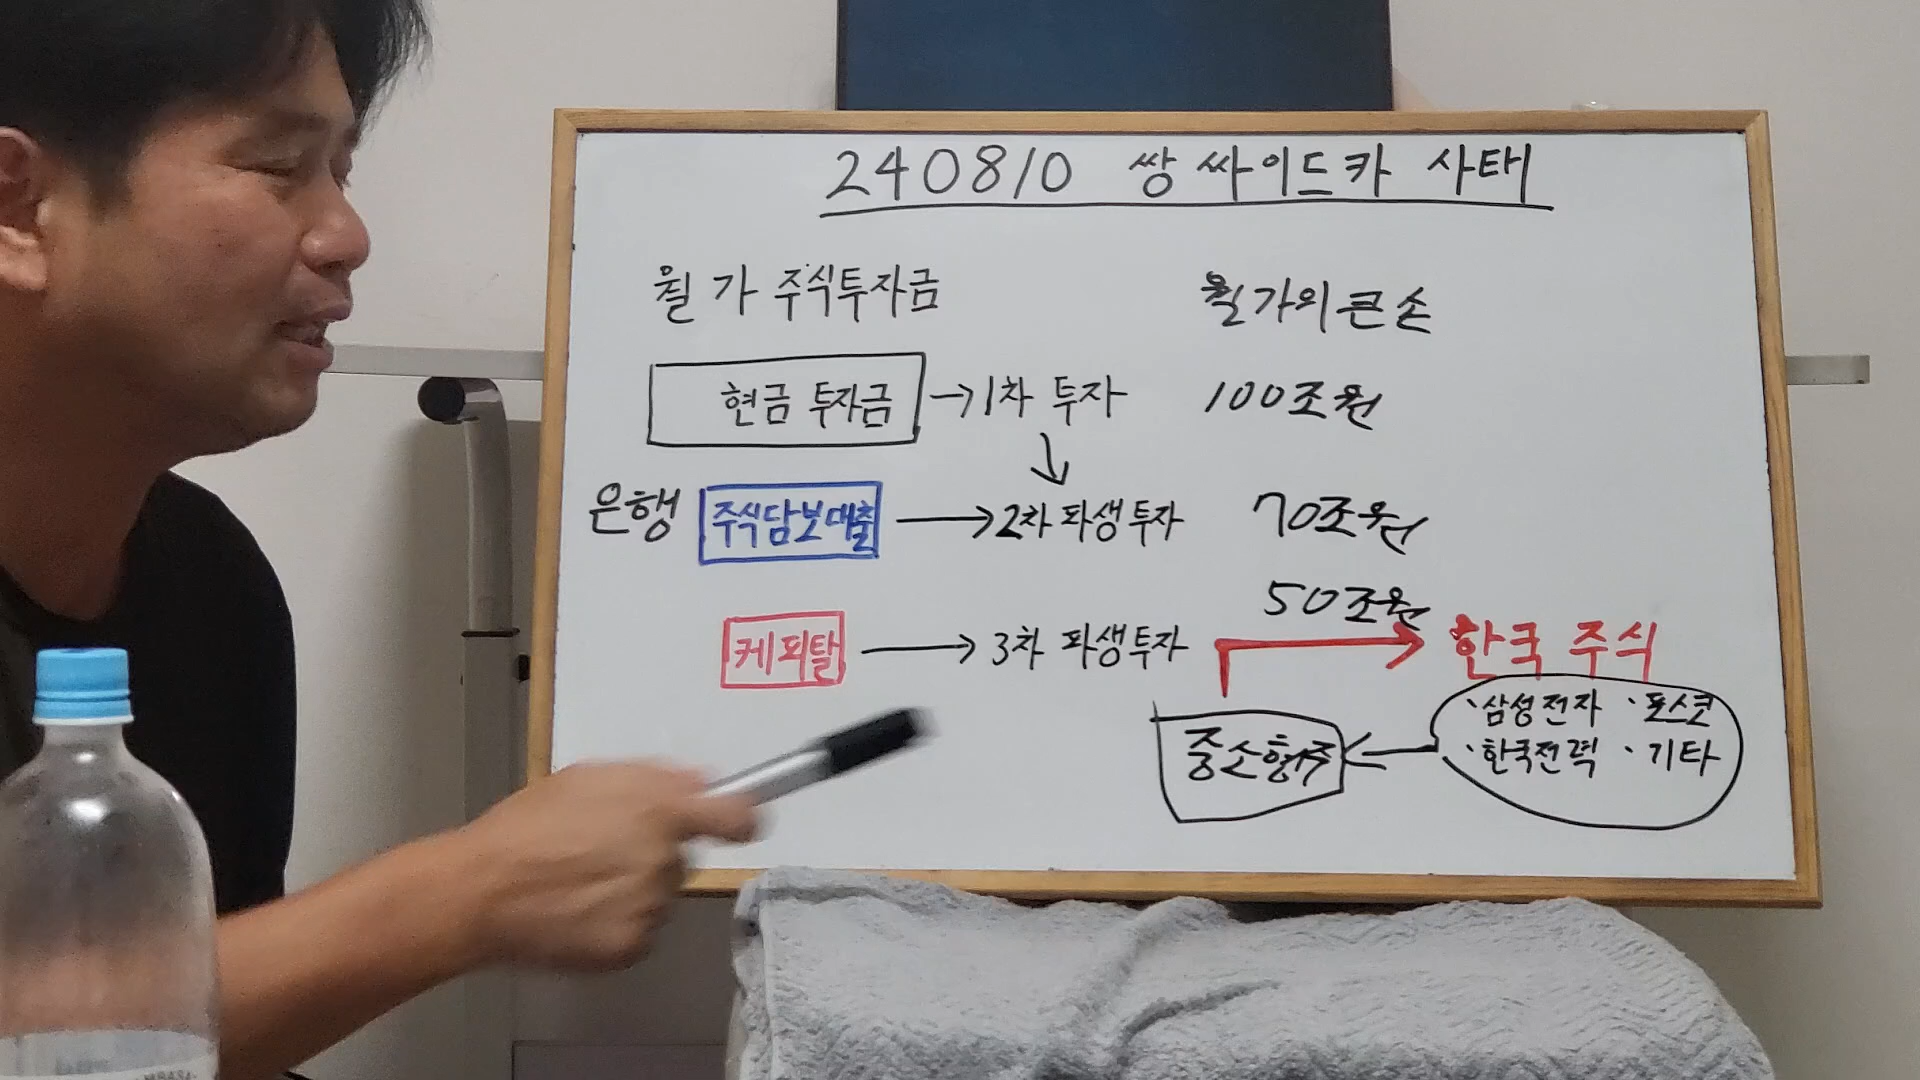 240810 쌍 싸이드카 사태
월가 주식투자금
월가의 큰 손
현금 투자금 → 1차 투자 100조원
은행 주식담보대출 → 2차 파생투자 70조원
50조원
케피탈 → 3차 파생투자 → 한국 주식
·삼성전자 ·포스코
중소형주 ← ·한국전력 ·기타